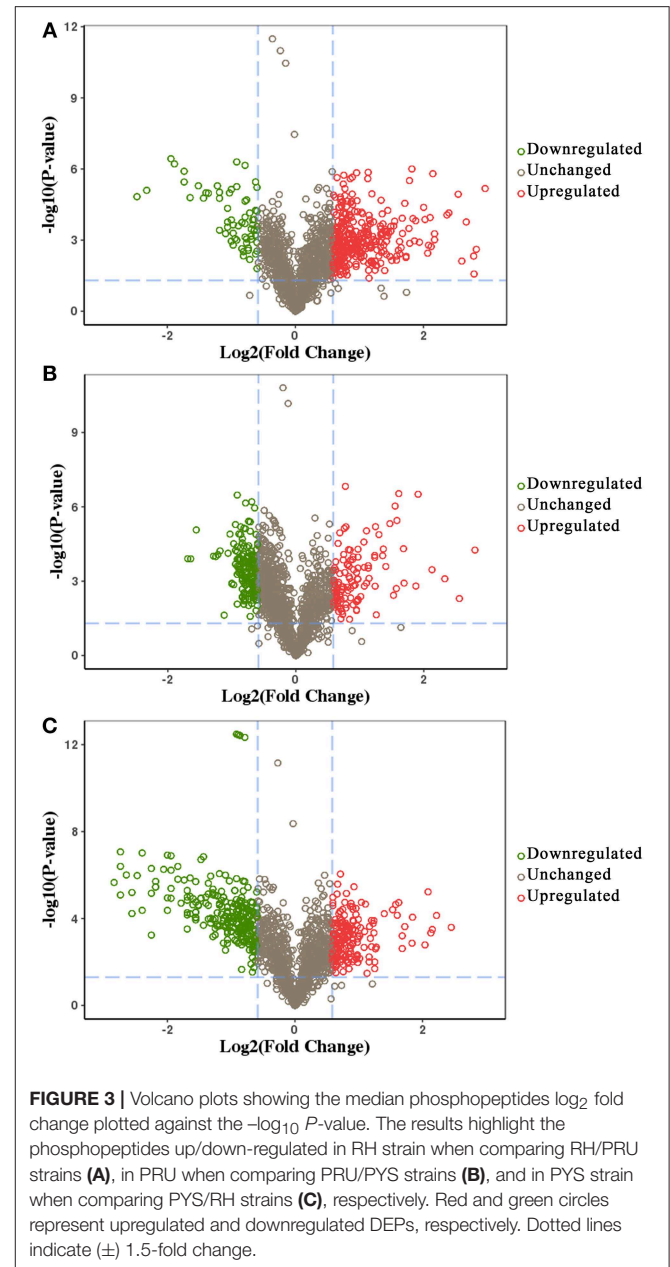 A
12
9
6
3
0
-log10(P-value)
-2
0
2
Log2(Fold Change)
Downregulated
Unchanged
Upregulated
B
9
6
3
0
-log10(P-value)
-2
0
2
Log2(Fold Change)
Downregulated
Unchanged
Upregulated
C
12
8
4
0
-log10(P-value)
-2
0
2
Log2(Fold Change)
Downregulated
Unchanged
Upregulated
FIGURE 3 | Volcano plots showing the median phosphopeptides log2 fold
change plotted against the –log10 P-value. The results highlight the
phosphopeptides up/down-regulated in RH strain when comparing RH/PRU
strains (A), in PRU when comparing PRU/PYS strains (B), and in PYS strain
when comparing PYS/RH strains (C), respectively. Red and green circles
represent upregulated and downregulated DEPs, respectively. Dotted lines
indicate (±) 1.5-fold change.